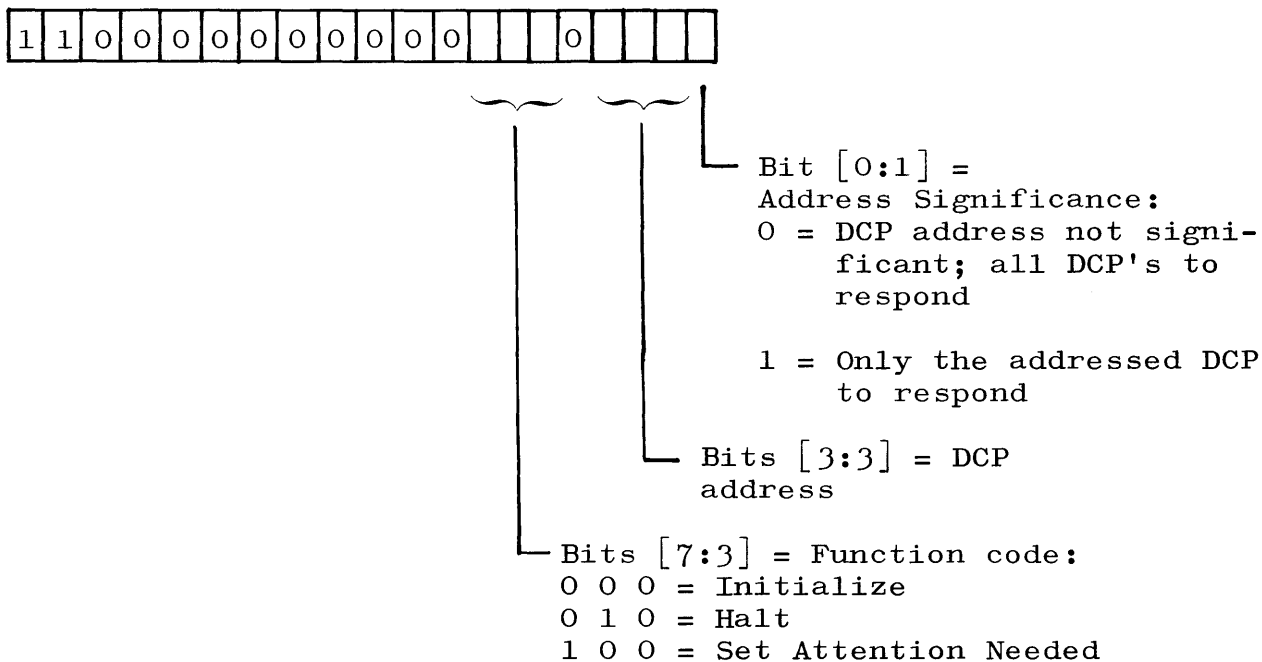 1 1 0 0 0 0 0 0 0 0 0 0 0
Bit [0:1] =
Address Significance:
0 = DCP address not signi-
ficant; all DCP's to
respond
1 = Only the addressed DCP
to respond
Bits [3:3] = DCP
address
Bits [7:3] = Function code:
0 0 0 = Initialize
0 1 0 = Halt
1 0 0 = Set Attention Needed